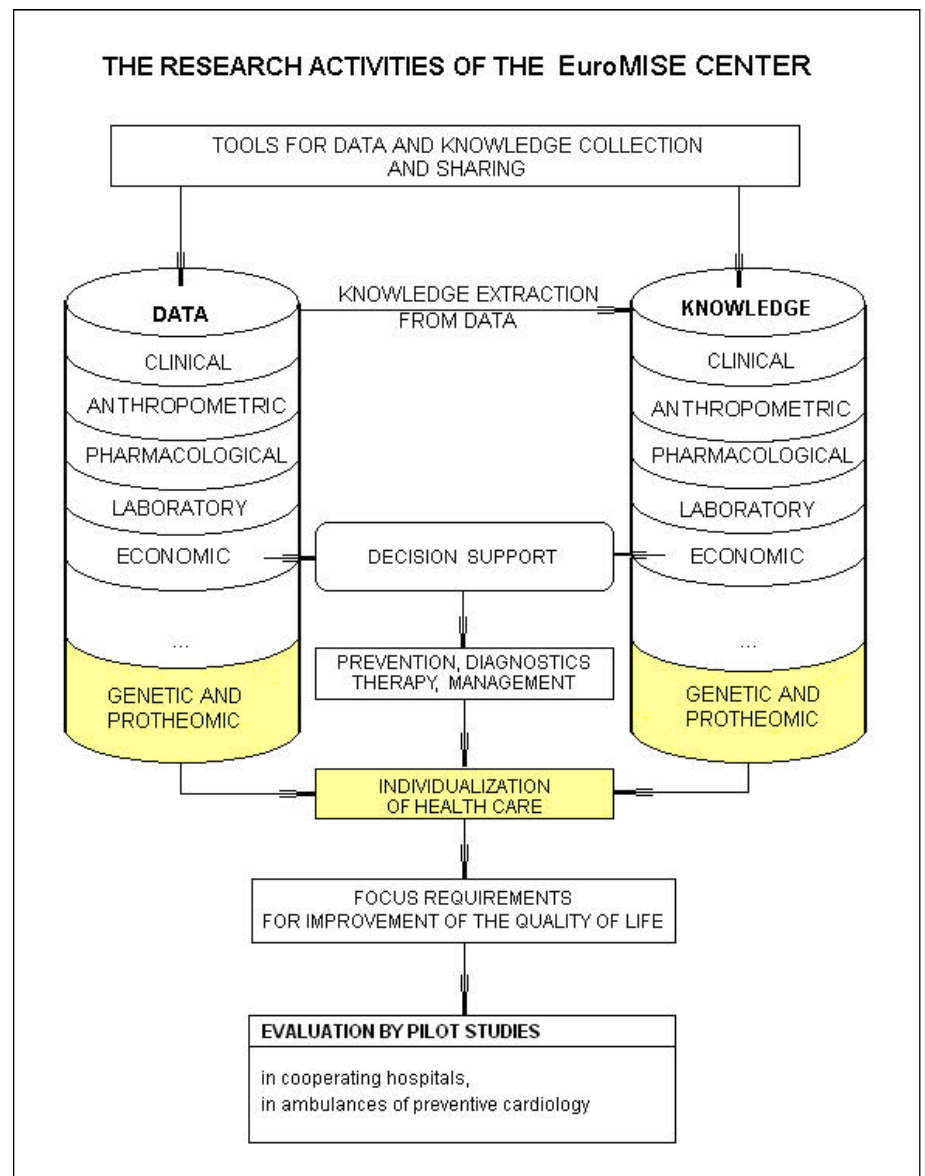 THE RESEARCH ACTIVITIES OF THE EuroMISE CENTER
TOOLS FOR DATA AND KNOWLEDGE COLLECTION
AND SHARING
DATA
CLINICAL
ANTHROPOMETRIC
PHARMACOLOGICAL
LABORATORY
ECONOMIC
...
GENETIC AND
PROTHEOMIC
KNOWLEDGE EXTRACTION
FROM DATA
KNOWLEDGE
CLINICAL
ANTHROPOMETRIC
PHARMACOLOGICAL
LABORATORY
ECONOMIC
...
GENETIC AND
PROTHEOMIC
DECISION SUPPORT
PREVENTION, DIAGNOSTICS
THERAPY, MANAGEMENT
INDIVIDUALIZATION
OF HEALTH CARE
FOCUS REQUIREMENTS
FOR IMPROVEMENT OF THE QUALITY OF LIFE
EVALUATION BY PILOT STUDIES
in cooperating hospitals,
in ambulances of preventive cardiology